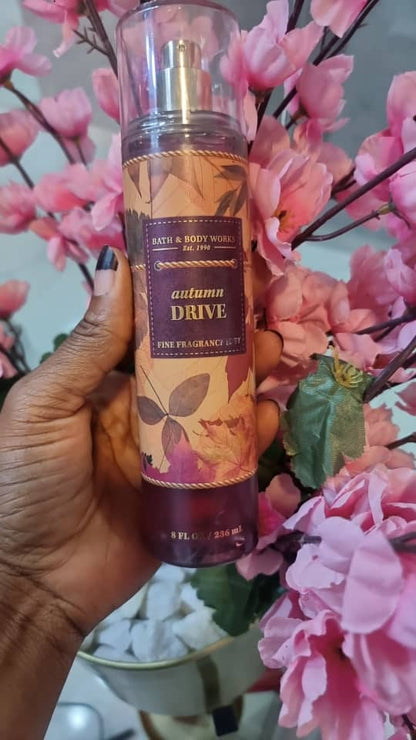 BATH & BODY WORKS
Est. 1990
autumn
DRIVE
FINE FRAGRANCE
8 FL OZ / 236 mL